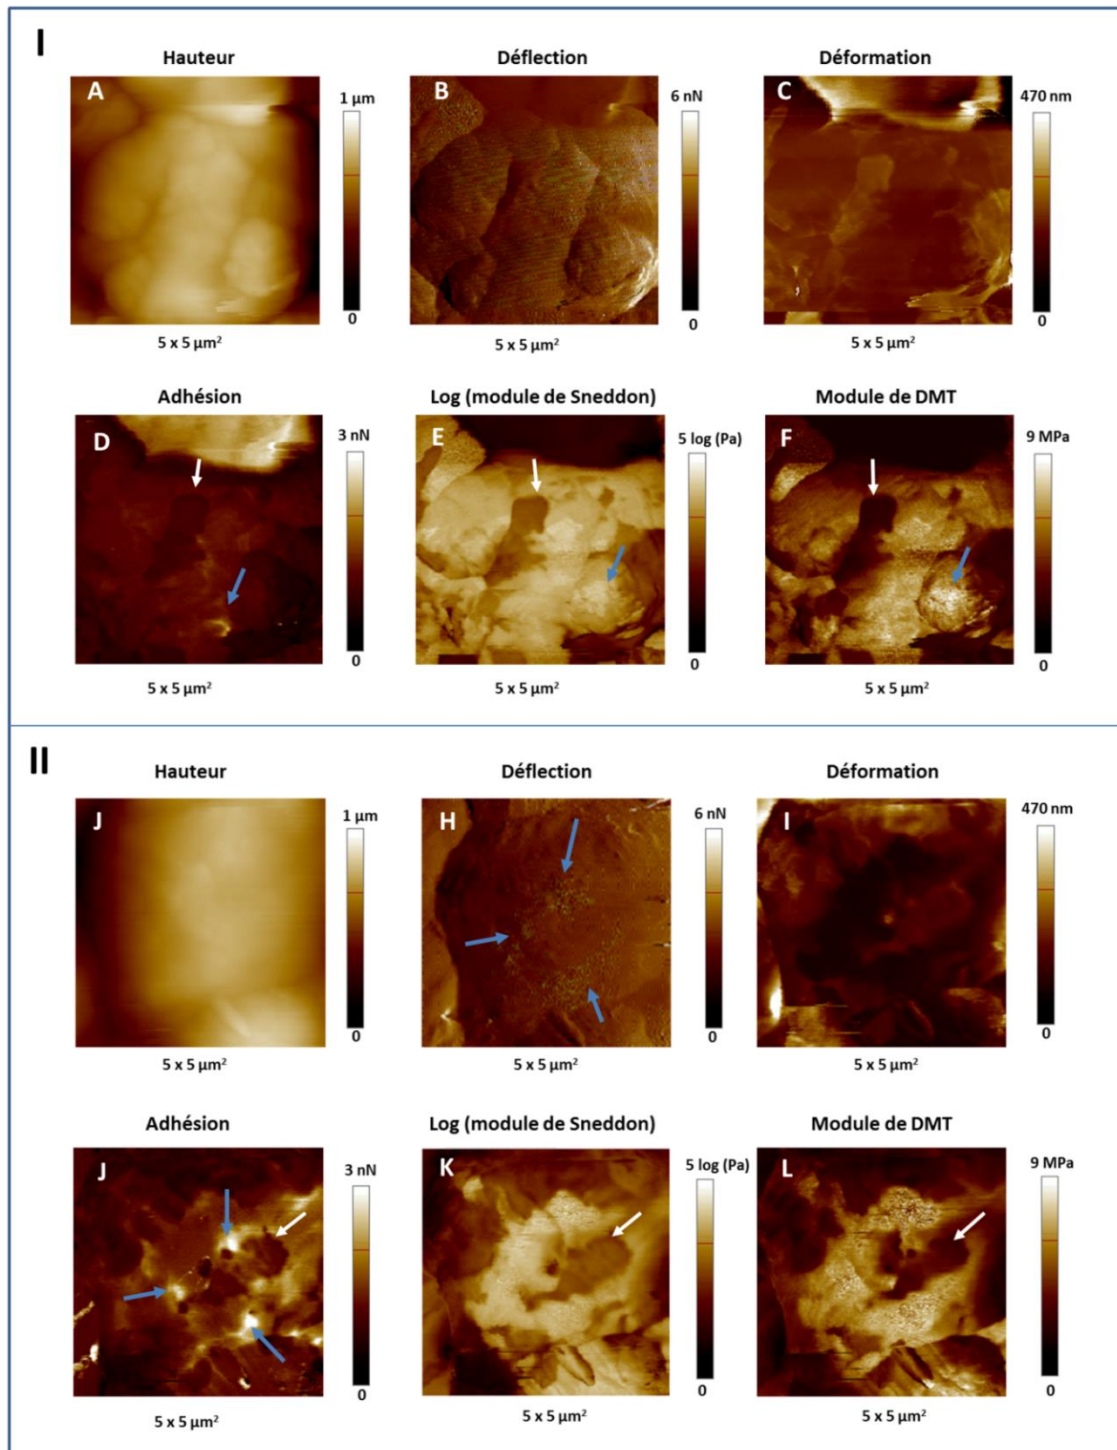 I
Hauteur Déflection Déformation
A B C
1 µm 6 nN 470 nm
0 0 0
5 x 5 µm² 5 x 5 µm² 5 x 5 µm²
Adhésion Log (module de Sneddon) Module de DMT
D E F
3 nN 5 log (Pa) 9 MPa
0 0 0
5 x 5 µm² 5 x 5 µm² 5 x 5 µm²
II
Hauteur Déflection Déformation
J H I
1 µm 6 nN 470 nm
0 0 0
5 x 5 µm² 5 x 5 µm² 5 x 5 µm²
Adhésion Log (module de Sneddon) Module de DMT
J K L
3 nN 5 log (Pa) 9 MPa
0 0 0
5 x 5 µm² 5 x 5 µm² 5 x 5 µm²